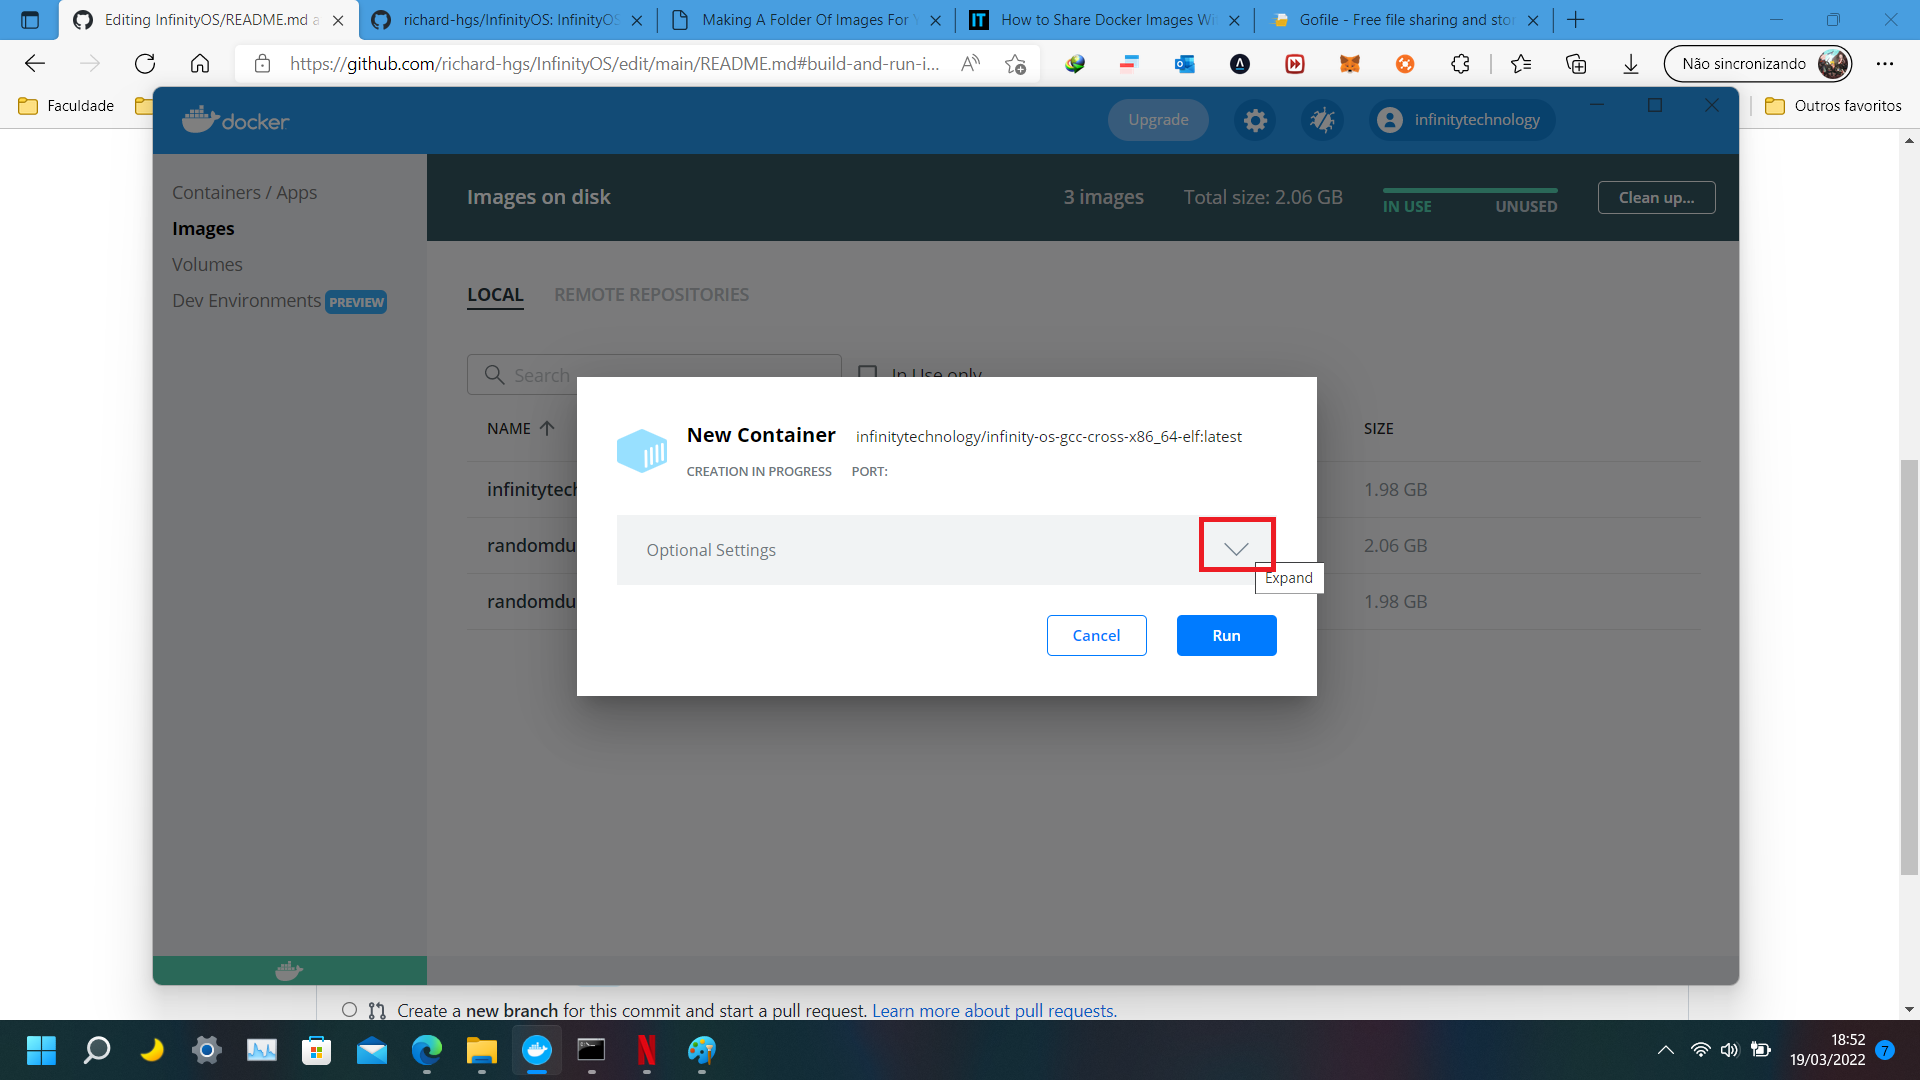 Editing InfinityOS/README.md a
richard-hgs/InfinityOS: InfinityOS
Making A Folder Of Images For Y
IT
How to Share Docker Images Wi
Gofile - Free file sharing and stor
https://github.com/richard-hgs/InfinityOS/edit/main/README.md#build-and-run-i...
Não sincronizando
Faculdade
Outros favoritos
docker
Upgrade
infinitytechnology
Containers / Apps
Images
Volumes
Dev Environments PREVIEW
Images on disk
3 images
Total size: 2.06 GB
IN USE
UNUSED
Clean up...
LOCAL
REMOTE REPOSITORIES
Search
In Use only
NAME
SIZE
infinitytech
1.98 GB
randomdu
2.06 GB
randomdu
1.98 GB
New Container
infinitytechnology/infinity-os-gcc-cross-x86_64-elf:latest
CREATION IN PROGRESS
PORT:
Optional Settings
Expand
Cancel
Run
Create a new branch for this commit and start a pull request. Learn more about pull requests.
18:52
19/03/2022
7